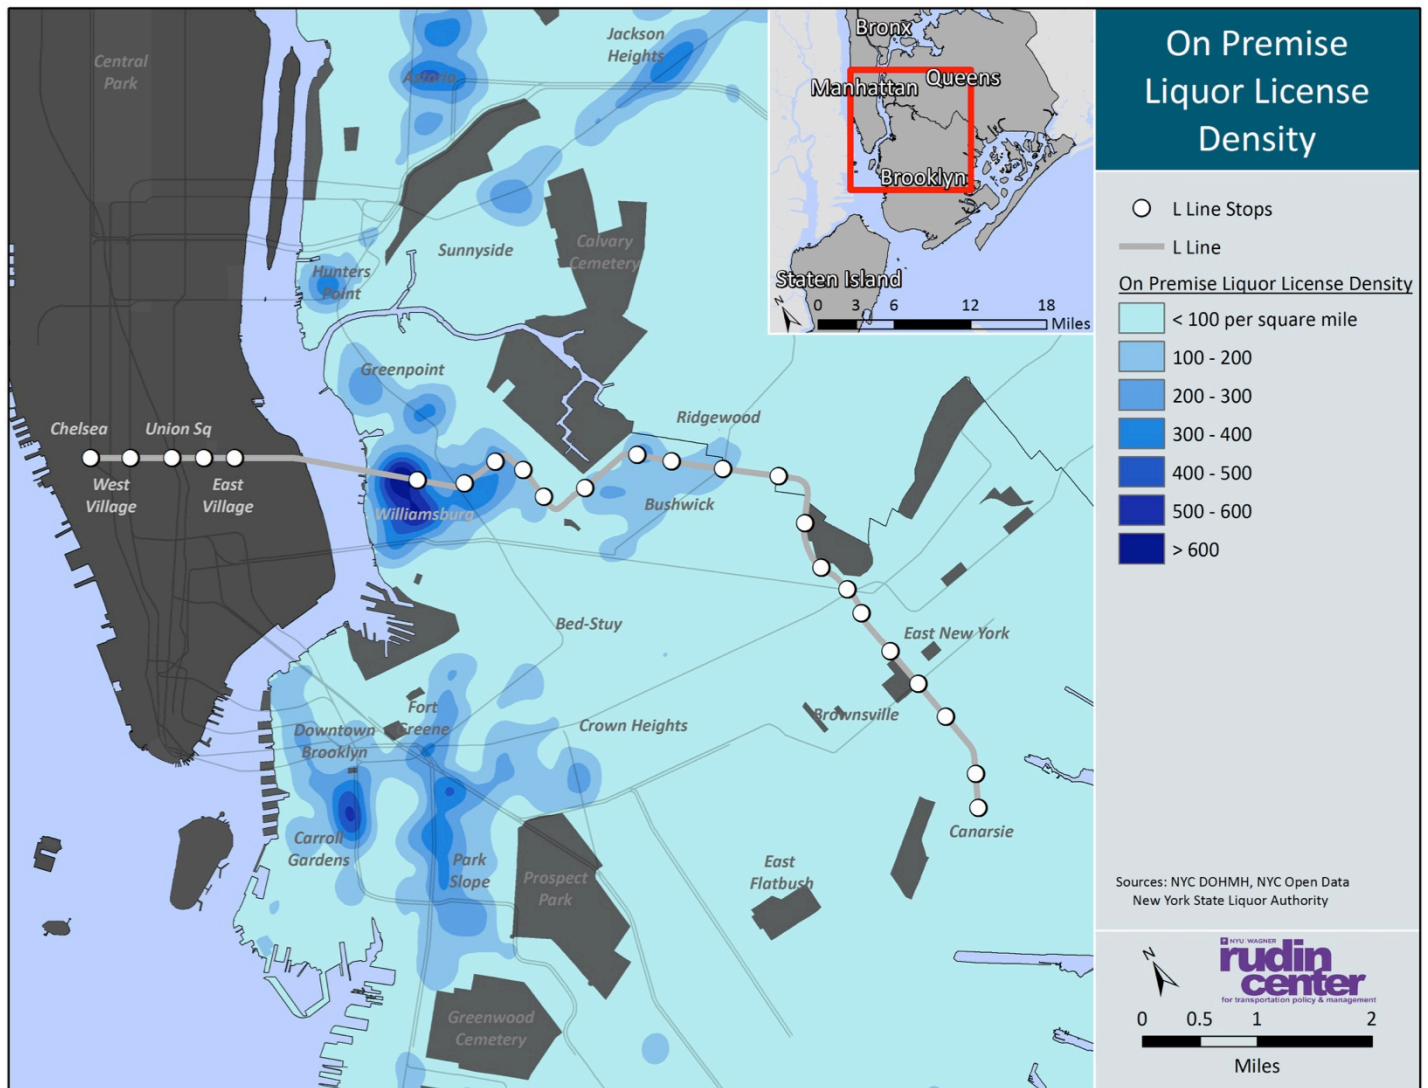 On Premise
Liquor License
Density
L Line Stops
L Line
On Premise Liquor License Density
< 100 per square mile
100 - 200
200 - 300
300 - 400
400 - 500
500 - 600
> 600
Sources: NYC DOHMH, NYC Open Data
New York State Liquor Authority
N
NYU WAGNER
rudin
center
for transportation policy & management
0 0.5 1 2
Miles
Bronx
Manhattan
Queens
Brooklyn
Staten Island
N
0 3 6 12 18
Miles
Central
Park
Astoria
Jackson
Heights
Sunnyside
Calvary
Cemetery
Hunters
Point
Greenpoint
Chelsea
Union Sq
West
Village
East
Village
Williamsburg
Ridgewood
Bushwick
Bed-Stuy
East New York
Fort
Greene
Downtown
Brooklyn
Crown Heights
Brownsville
Carroll
Gardens
Park
Slope
Prospect
Park
East
Flatbush
Canarsie
Greenwood
Cemetery